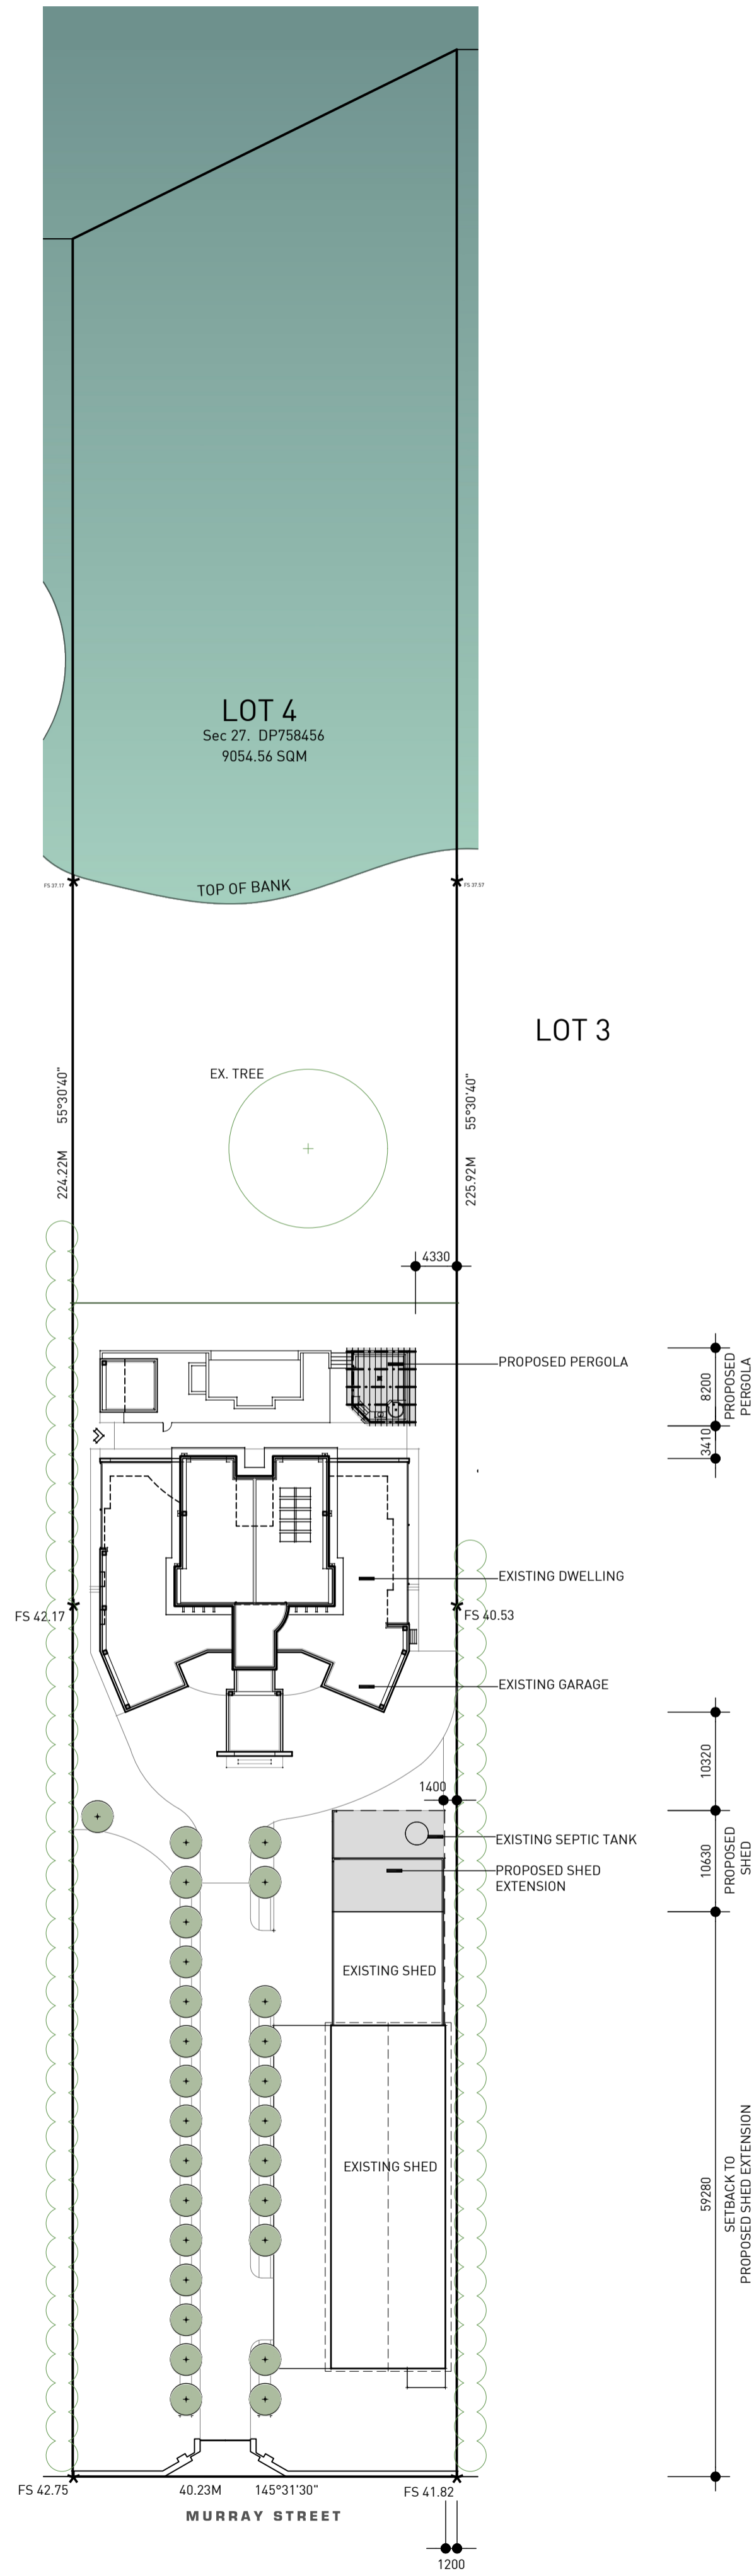 LOT 4
Sec 27. DP758456
9054.56 SQM
TOP OF BANK
FS 37.17
FS 37.57
LOT 3
EX. TREE
224.22M 55°30'40"
225.92M 55°30'40"
4330
PROPOSED PERGOLA
8200
PROPOSED
PERGOLA
3410
EXISTING DWELLING
FS 42.17
FS 40.53
EXISTING GARAGE
10320
1400
EXISTING SEPTIC TANK
PROPOSED SHED
EXTENSION
10630
PROPOSED
SHED
EXISTING SHED
EXISTING SHED
59280
SETBACK TO
PROPOSED SHED EXTENSION
FS 42.75
40.23M 145°31'30"
FS 41.82
MURRAY STREET
1200